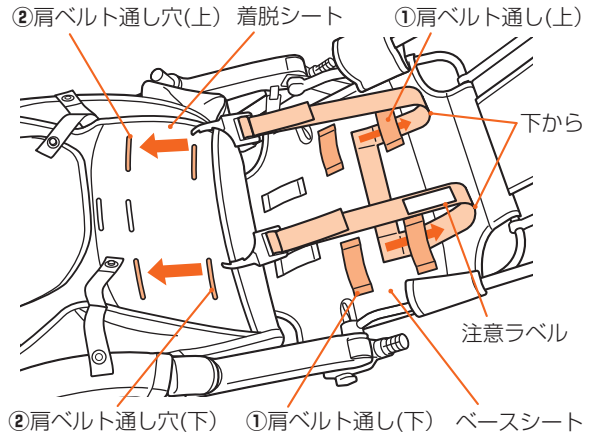 ②肩ベルト通し穴(上)
着脱シート
①肩ベルト通し(上)
下から
注意ラベル
②肩ベルト通し穴(下)
①肩ベルト通し(下)
ベースシート